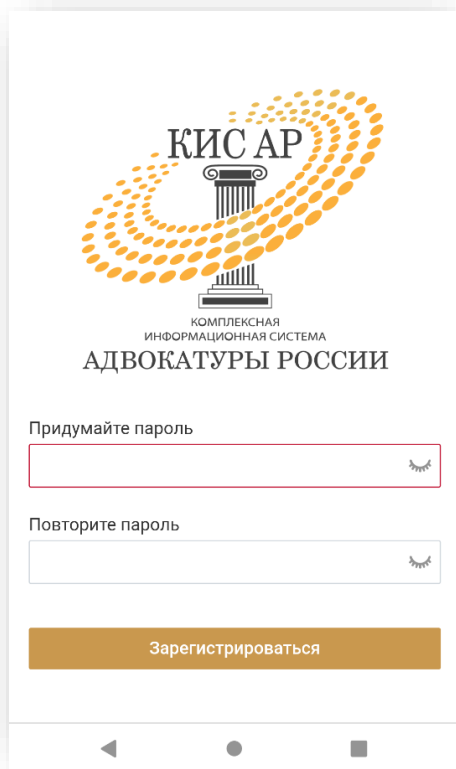 КИС АР
КОМПЛЕКСНАЯ
ИНФОРМАЦИОННАЯ СИСТЕМА
АДВОКАТУРЫ РОССИИ
Придумайте пароль
Повторите пароль
Зарегистрироваться